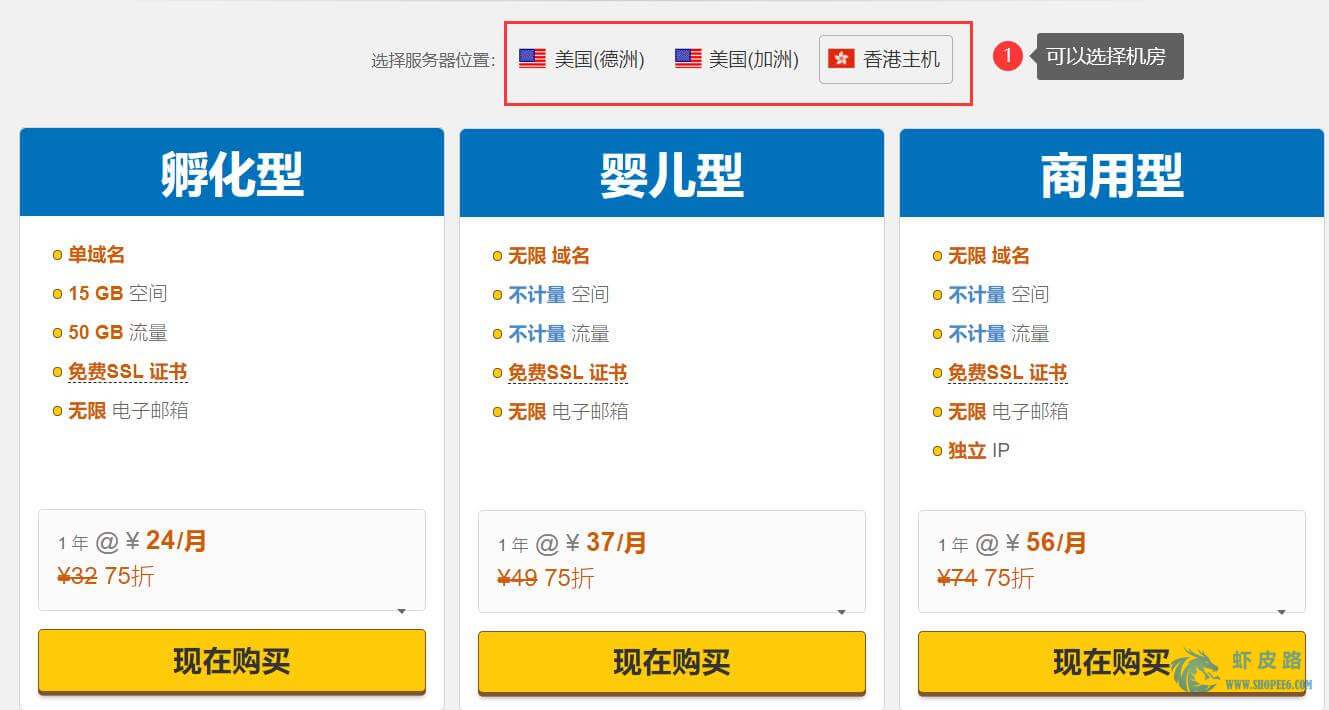 选择服务器位置: 美国(德洲) 美国(加洲) 香港主机 1 可以选择机房
孵化型
单域名
15 GB 空间
50 GB 流量
免费SSL 证书
无限 电子邮箱
1 年 @ ¥ 24/月
¥32 75折
现在购买
婴儿型
无限 域名
不计量 空间
不计量 流量
免费SSL 证书
无限 电子邮箱
1 年 @ ¥ 37/月
¥49 75折
现在购买
商用型
无限 域名
不计量 空间
不计量 流量
免费SSL 证书
无限 电子邮箱
独立 IP
1 年 @ ¥ 56/月
¥74 75折
现在购买
虾皮路
WWW.SHOPEE6.COM